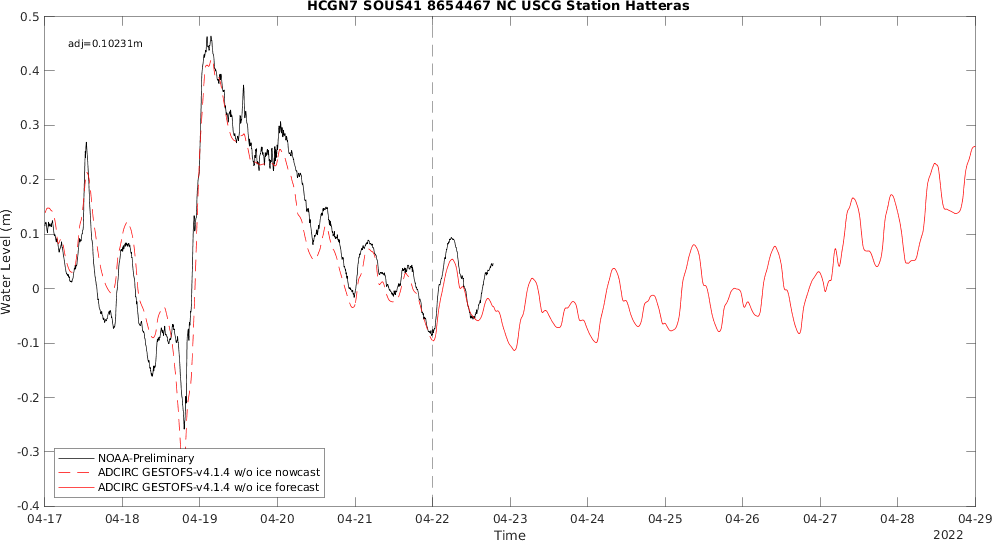 HCGN7 SOUS41 8654467 NC USCG Station Hatteras
adj=0.10231m
0.5
0.4
0.3
0.2
0.1
0
-0.1
-0.2
-0.3
-0.4
Water Level (m)
NOAA-Preliminary
ADCIRC GESTOFS-v4.1.4 w/o ice nowcast
ADCIRC GESTOFS-v4.1.4 w/o ice forecast
04-17 04-18 04-19 04-20 04-21 04-22 04-23 04-24 04-25 04-26 04-27 04-28 04-29
Time
2022